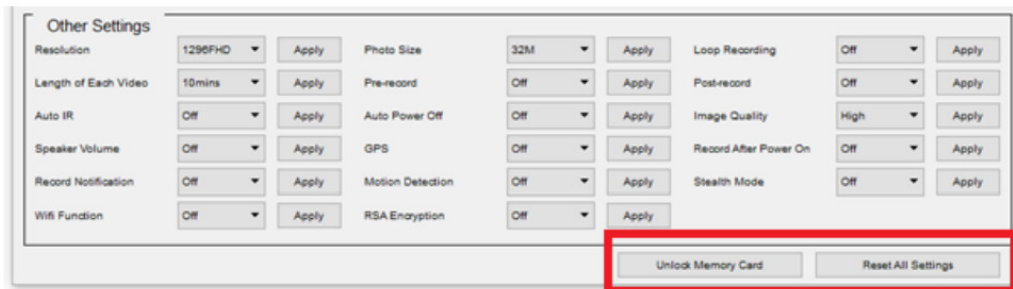 Other Settings
Resolution 1296FHD Apply Photo Size 32M Apply Loop Recording Off Apply
Length of Each Video 10mins Apply Pre-record Off Apply Post-record Off Apply
Auto IR Off Apply Auto Power Off Off Apply Image Quality High Apply
Speaker Volume Off Apply GPS Off Apply Record After Power On Off Apply
Record Notification Off Apply Motion Detection Off Apply Stealth Mode Off Apply
Wifi Function Off Apply RSA Encryption Off Apply
Unlock Memory Card Reset All Settings